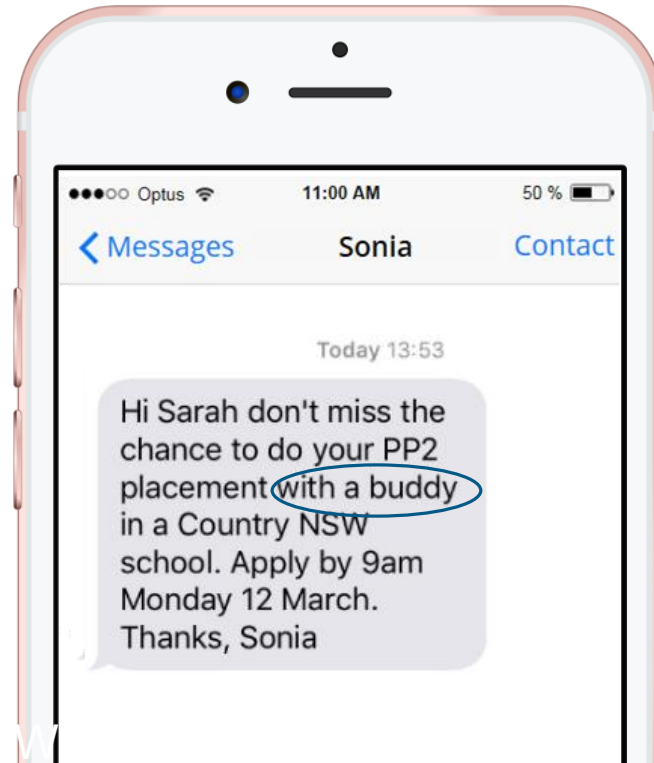 Optus 11:00 AM 50 %
Messages Sonia Contact
Today 13:53
Hi Sarah don't miss the
chance to do your PP2
placement with a buddy
in a Country NSW
school. Apply by 9am
Monday 12 March.
Thanks, Sonia
W